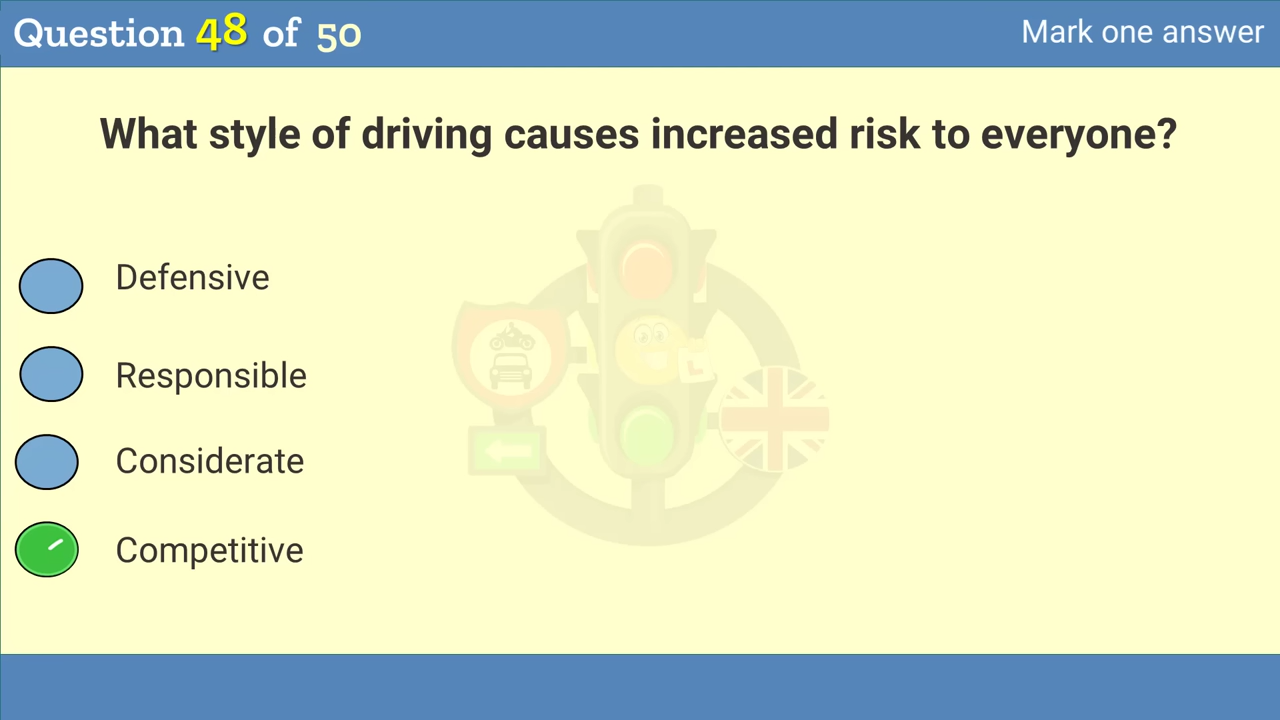 Question 48 of 50
Mark one answer
What style of driving causes increased risk to everyone?
Defensive
Responsible
Considerate
Competitive